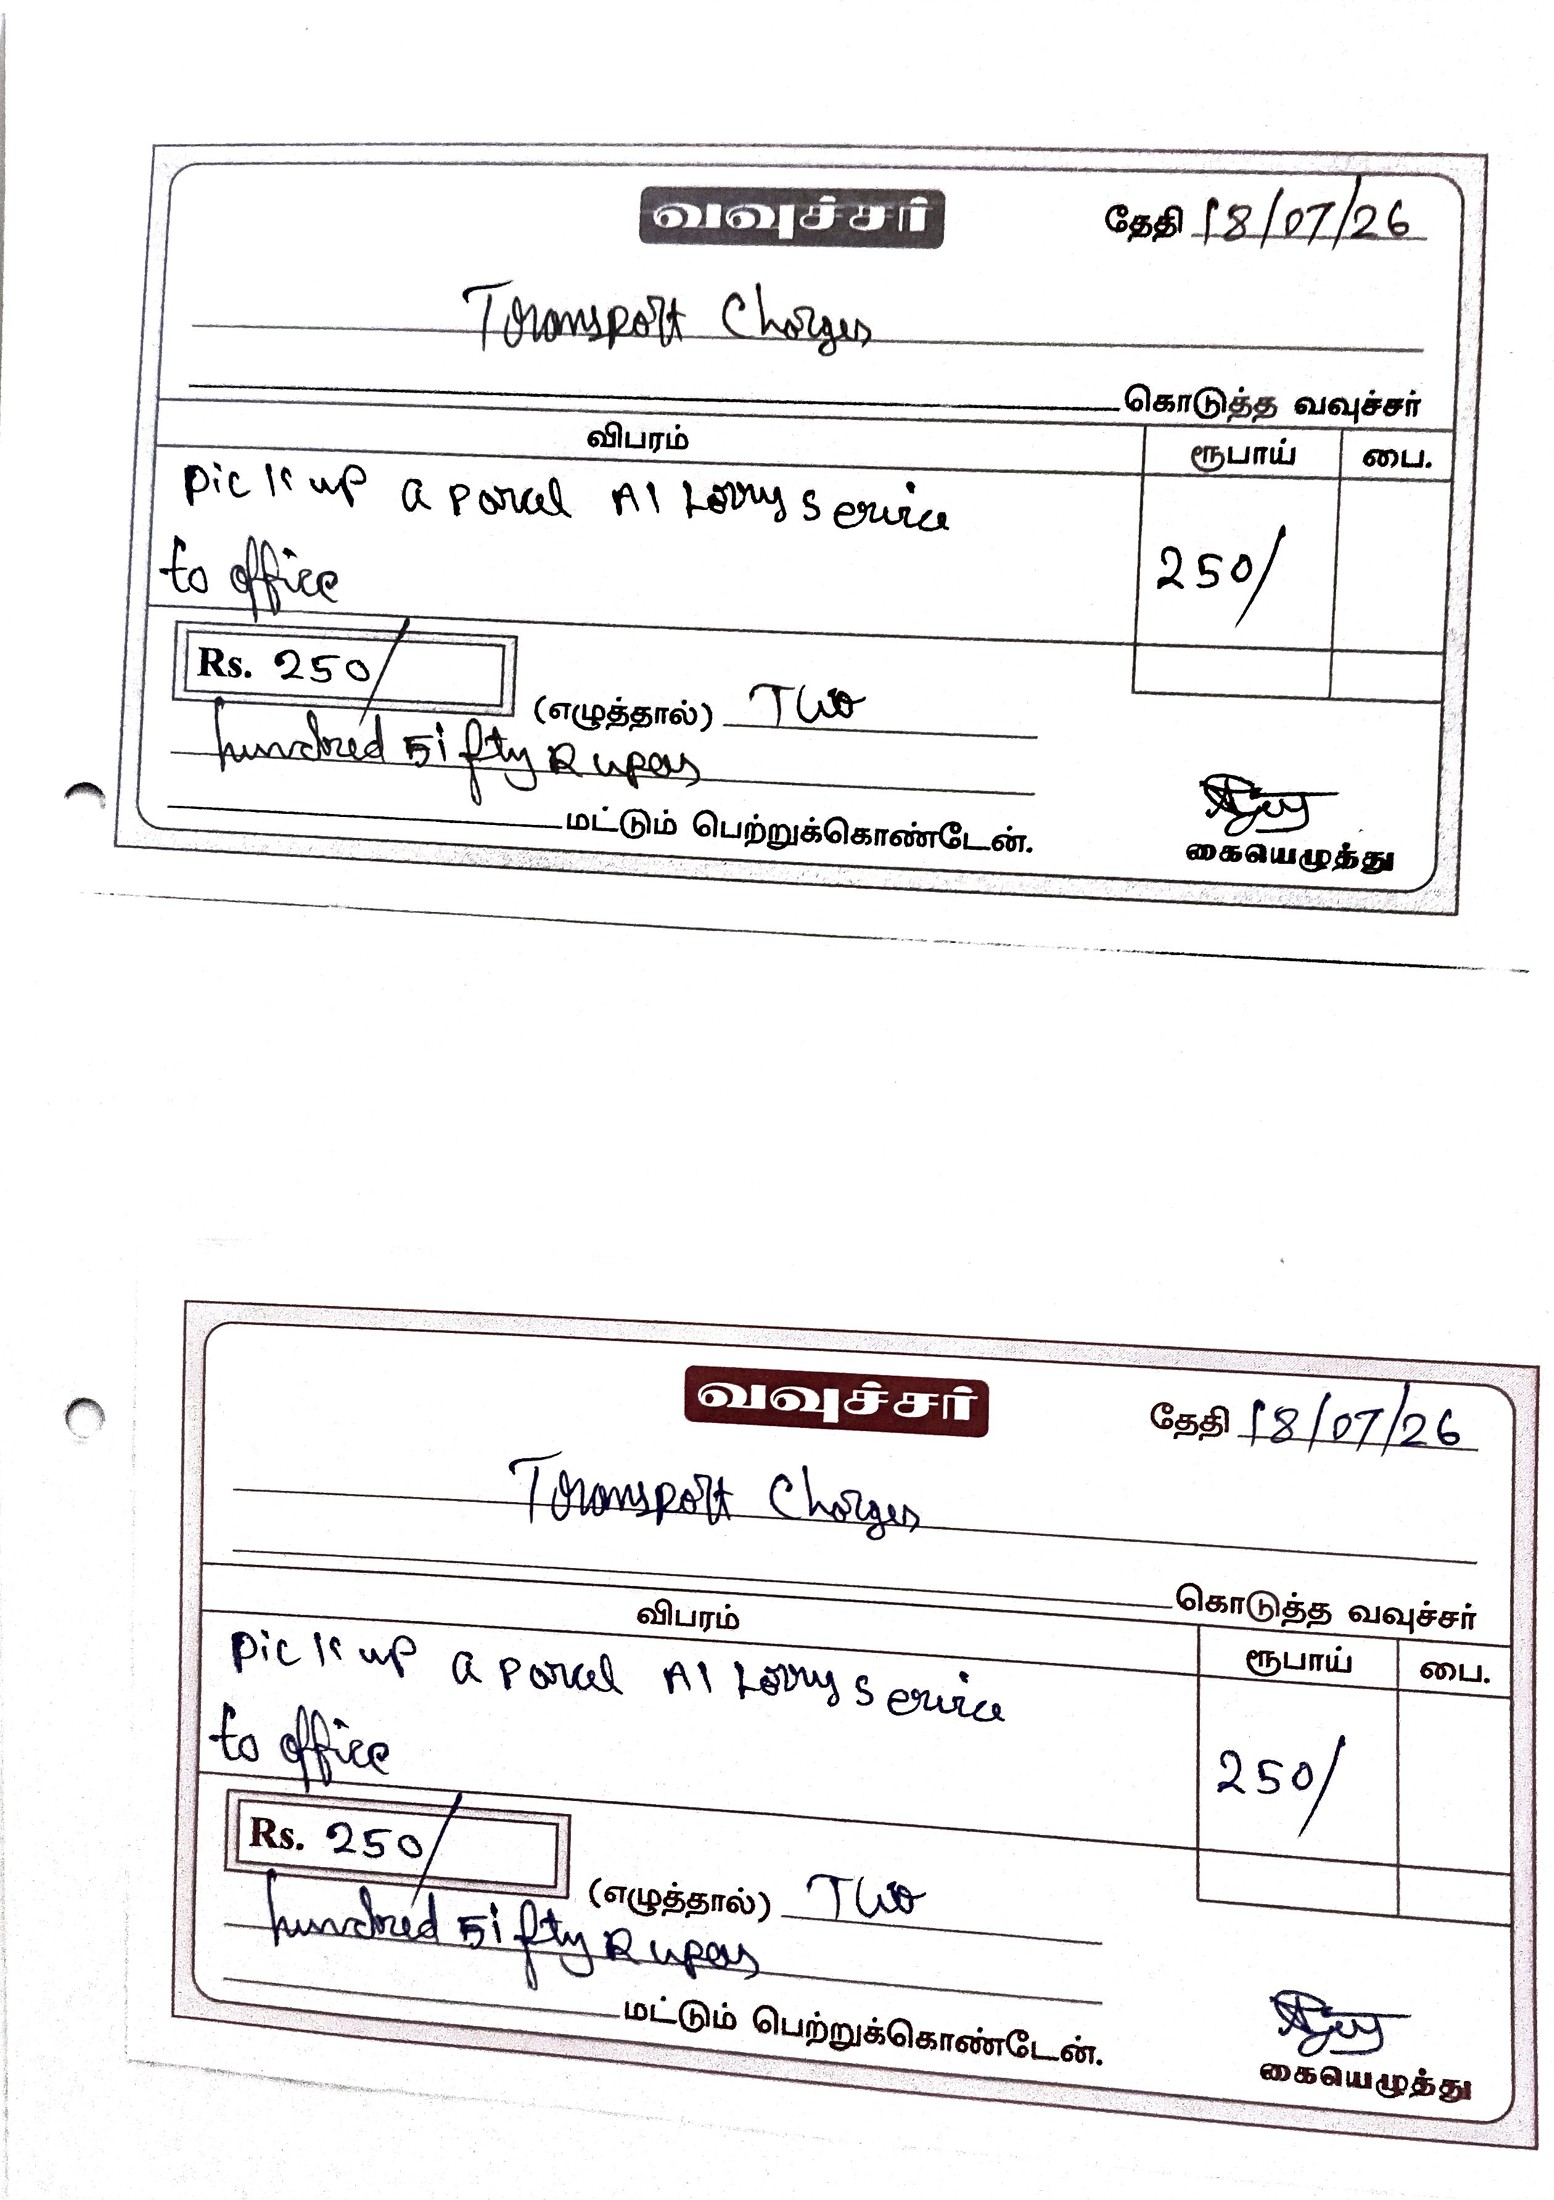 வவுச்சர்
தேதி 18/07/26
Transport Charges
கொடுத்த வவுச்சர்
விபரம் ரூபாய் பை.
Pick up a Parcel A1 Lorry Service
to office
250/
Rs. 250/
(எழுத்தால்) Two
hundred fifty Rupees
மட்டும் பெற்றுக்கொண்டேன்.
கையெழுத்து
வவுச்சர்
தேதி 18/07/26
Transport Charges
கொடுத்த வவுச்சர்
விபரம் ரூபாய் பை.
Pick up a Parcel A1 Lorry Service
to office
250/
Rs. 250/
(எழுத்தால்) Two
hundred fifty Rupees
மட்டும் பெற்றுக்கொண்டேன்.
கையெழுத்து